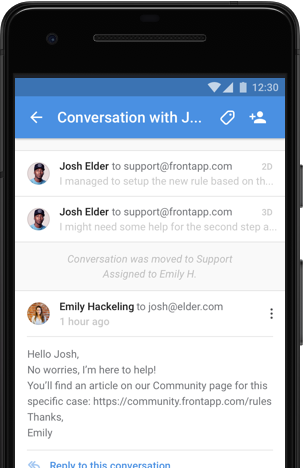 12:30
Conversation with J...
Josh Elder to support@frontapp.com 2D
I managed to setup the new rule based on th...
Josh Elder to support@frontapp.com 3D
I might need some help for the second step a...
Conversation was moved to Support
Assigned to Emily H.
Emily Hackeling to josh@elder.com
1 hour ago
Hello Josh,
No worries, I'm here to help!
You'll find an article on our Community page for this
specific case: https://community.frontapp.com/rules
Thanks,
Emily
Reply to this conversation